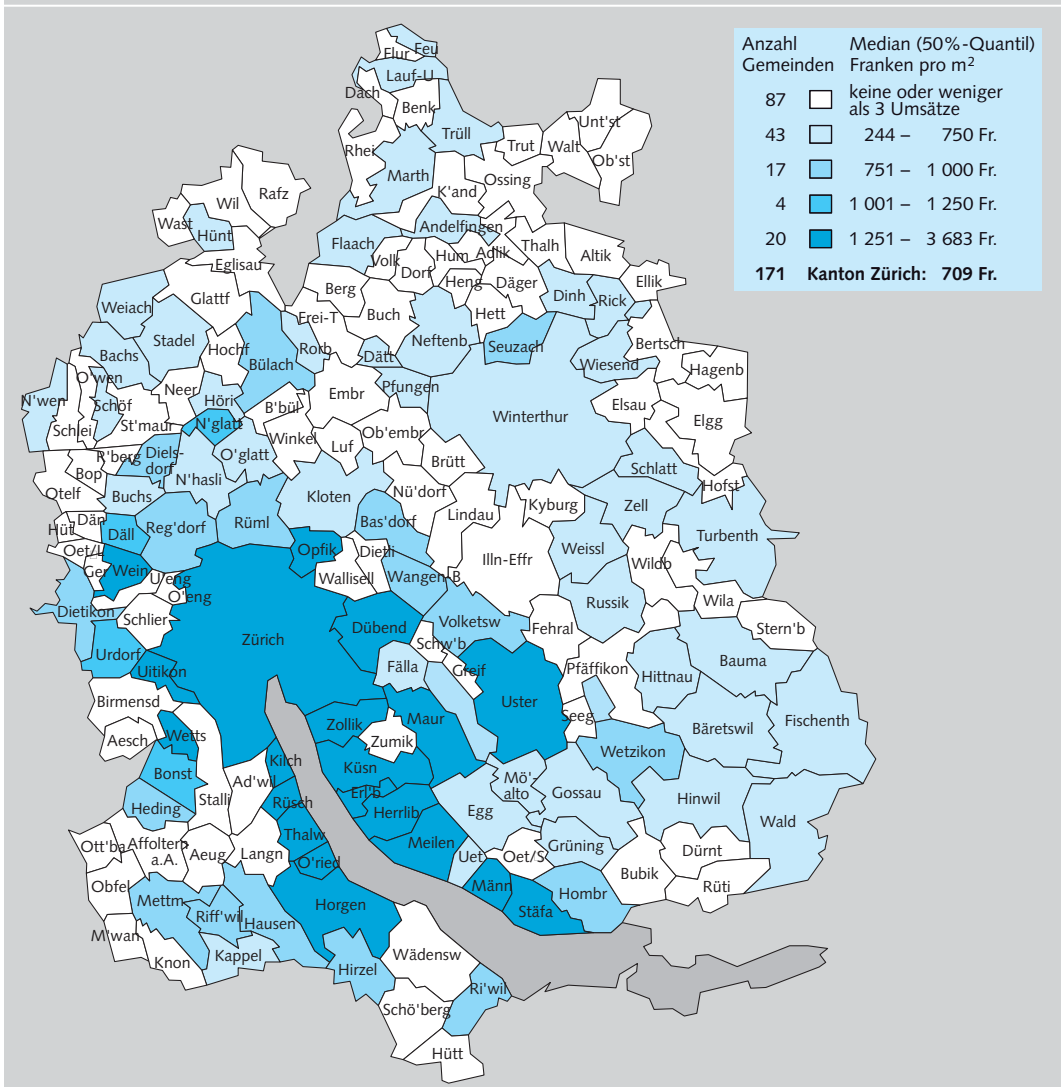 Anzahl Median (50%-Quantil)
Gemeinden Franken pro m²
87 keine oder weniger als 3 Umsätze
43 244 – 750 Fr.
17 751 – 1 000 Fr.
4 1 001 – 1 250 Fr.
20 1 251 – 3 683 Fr.
171 Kanton Zürich: 709 Fr.
Flur
Feu
Lauf-U
Dach
Benk
Trüll
Unt'st
Rhei
Trut
Walt
Ob'st
Marth
K'and
Ossing
Rafz
Wil
Wast
Hünt
Andelfingen
Flaach
Volk
Hum
Adlik
Thalh
Altik
Eglisau
Dorf
Heng
Däger
Ellik
Glattf
Berg
Dinh
Rick
Weiach
Buch
Hett
Frei-T
Stadel
Hochf
Rorb
Neftenb
Seuzach
Bertsch
Bachs
Bülach
Dätt
Wiesend
Hagenb
O'wen
Pfungen
N'wen
Schöf
Neer
Höri
Embr
Schlei
St'maur
B'bül
Winterthur
Elsau
Elgg
N'glatt
Winkel
Luf
Ob'embr
R'berg
Diels-
dorf
O'glatt
Brütt
Bop
N'hasli
Schlatt
Otelf
Buchs
Kloten
Nü'dorf
Hofst
Hüt
Dän
Däll
Reg'dorf
Rüml
Bas'dorf
Lindau
Kyburg
Zell
Turbenth
Oet/L
Opfik
Dietli
Illn-Effr
Weissl
Ger
Wein
U'eng
Wallisell
Wangen-B
Wildb
O'eng
Dietikon
Schlier
Russik
Wila
Zürich
Dübend
Volketsw
Fehral
Stern'b
Urdorf
Schw'b
Uitikon
Fälla
Greif
Pfäffikon
Hittnau
Bauma
Birmensd
Uster
Aesch
Wetts
Zollik
Maur
Seeg
Bäretswil
Fischenth
Zumik
Wetzikon
Bonst
Kilch
Küsn
Ad'wil
Mö'-
alto
Heding
Stalli
Rüsch
Erl-b
Gossau
Hinwil
Herrlib
Egg
Wald
Ott'ba
Affoltern
a.A.
Aeug
Langn
Thalw
Meilen
Grüning
Dürnt
O'ried
Uet
Oet/S
Obfel
Bubik
Rüti
Mettm
Männ
Hombr
Riff'wil
Hausen
Horgen
Stäfa
M'wan
Knon
Kappel
Hirzel
Wädensw
Ri'wil
Schö'berg
Hütt